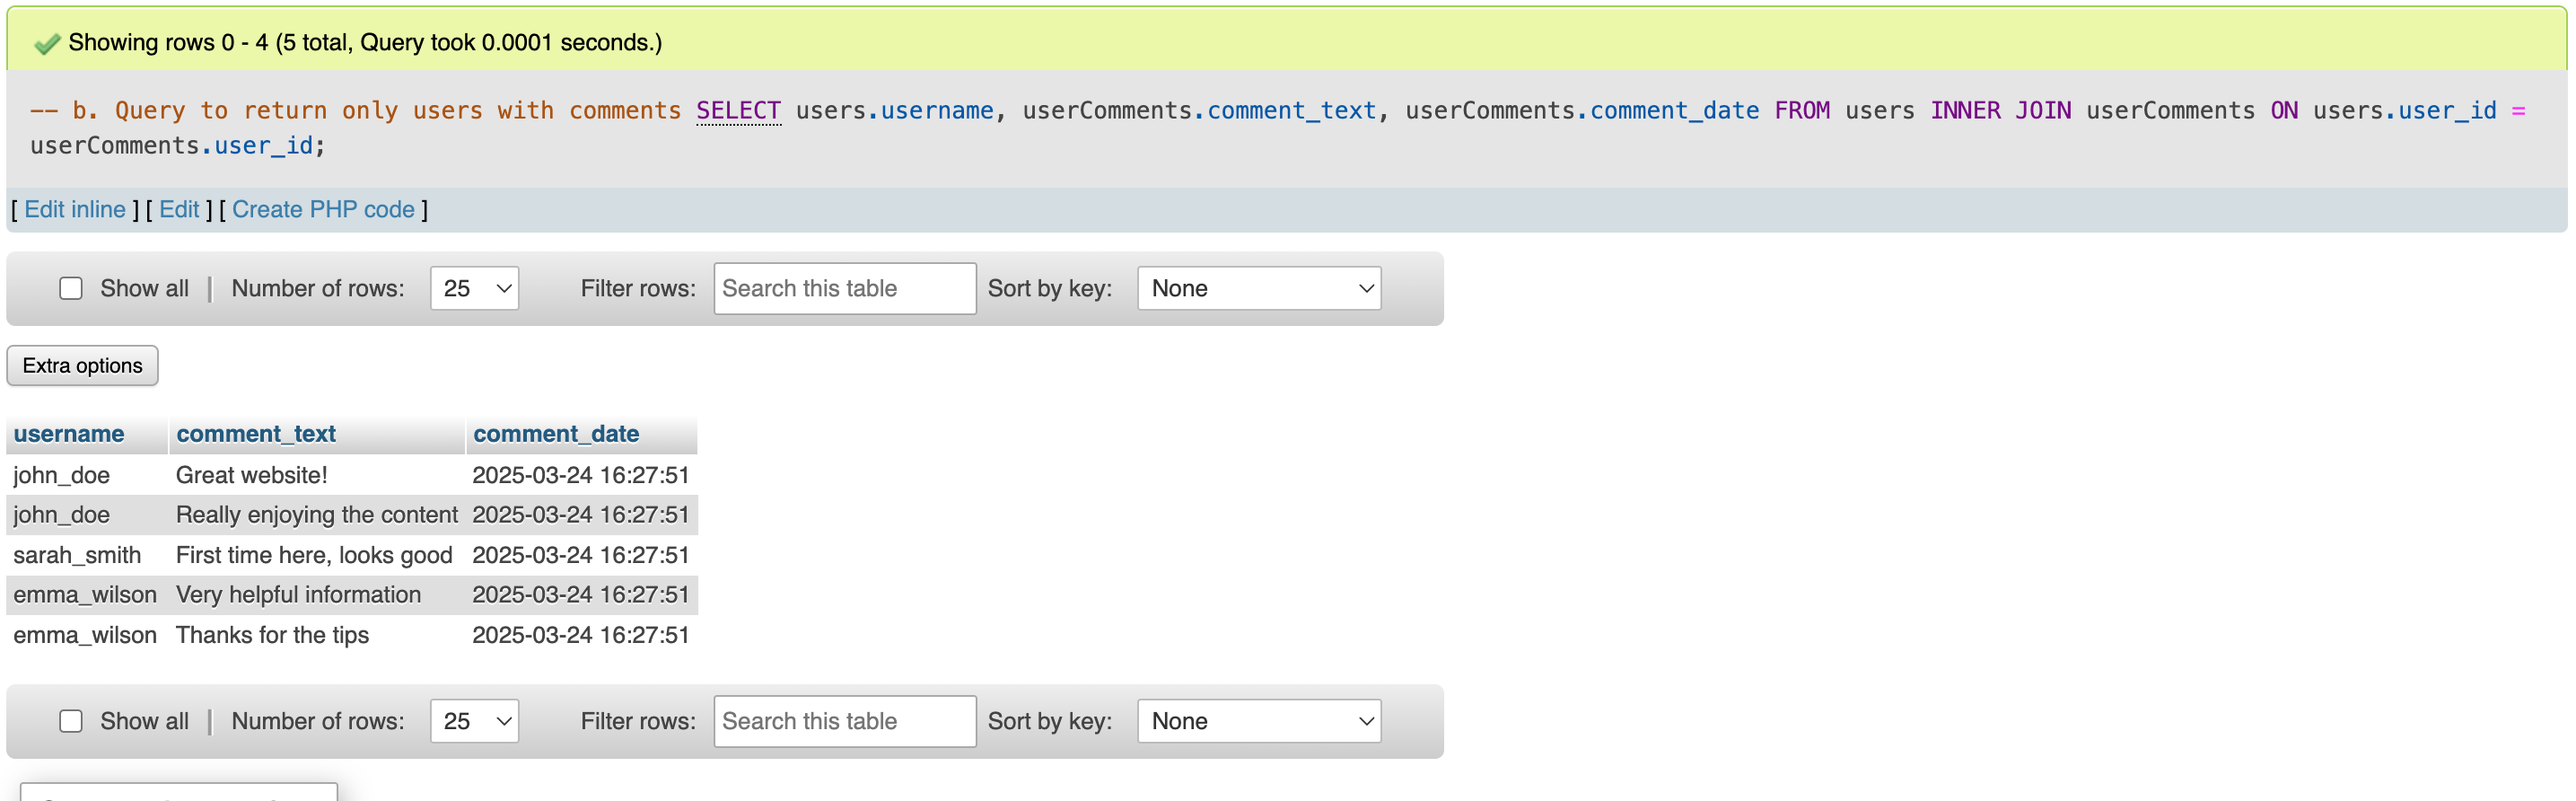 Showing rows 0 - 4 (5 total, Query took 0.0001 seconds.)
-- b. Query to return only users with comments SELECT users.username, userComments.comment_text, userComments.comment_date FROM users INNER JOIN userComments ON users.user_id =
userComments.user_id;
[ Edit inline ] [ Edit ] [ Create PHP code ]
Show all | Number of rows: 25 Filter rows: Search this table Sort by key: None
Extra options
username comment_text comment_date
john_doe Great website! 2025-03-24 16:27:51
john_doe Really enjoying the content 2025-03-24 16:27:51
sarah_smith First time here, looks good 2025-03-24 16:27:51
emma_wilson Very helpful information 2025-03-24 16:27:51
emma_wilson Thanks for the tips 2025-03-24 16:27:51
Show all | Number of rows: 25 Filter rows: Search this table Sort by key: None